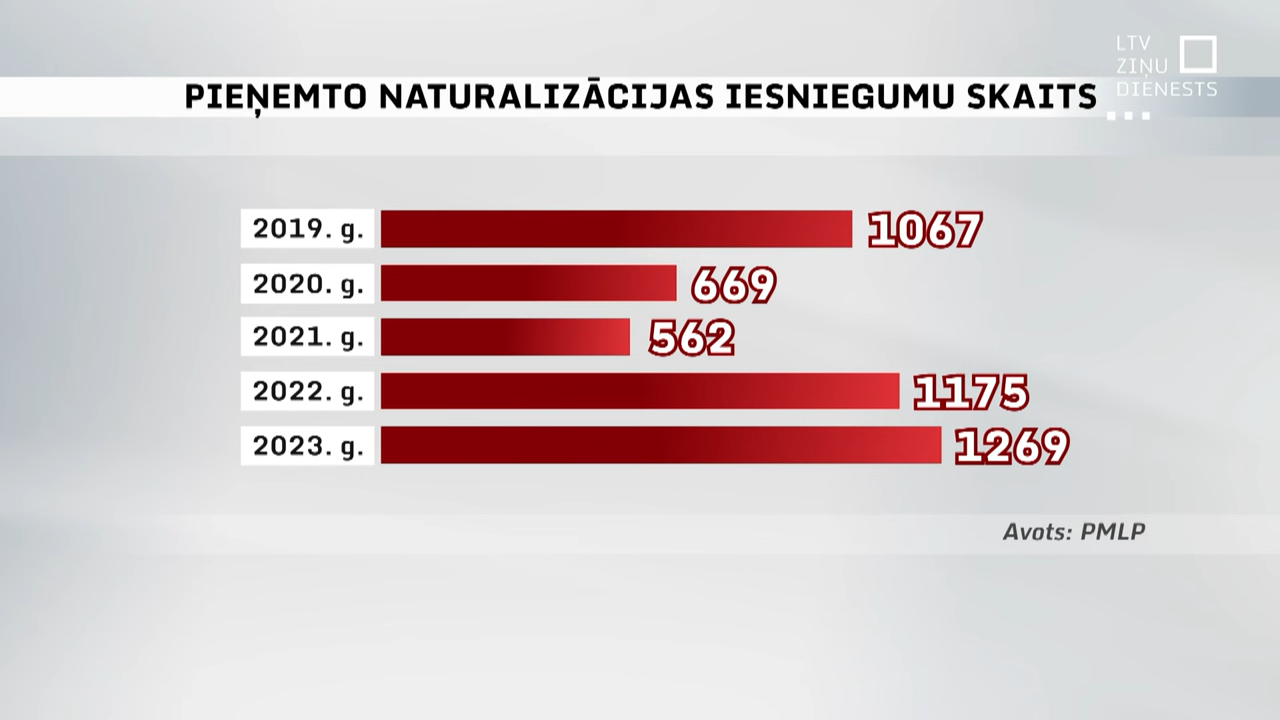 LTV
ZIŅU
DIENESTS
PIEŅEMTO NATURALIZĀCIJAS IESNIEGUMU SKAITS
2019. g. 1067
2020. g. 669
2021. g. 562
2022. g. 1175
2023. g. 1269
Avots: PMLP